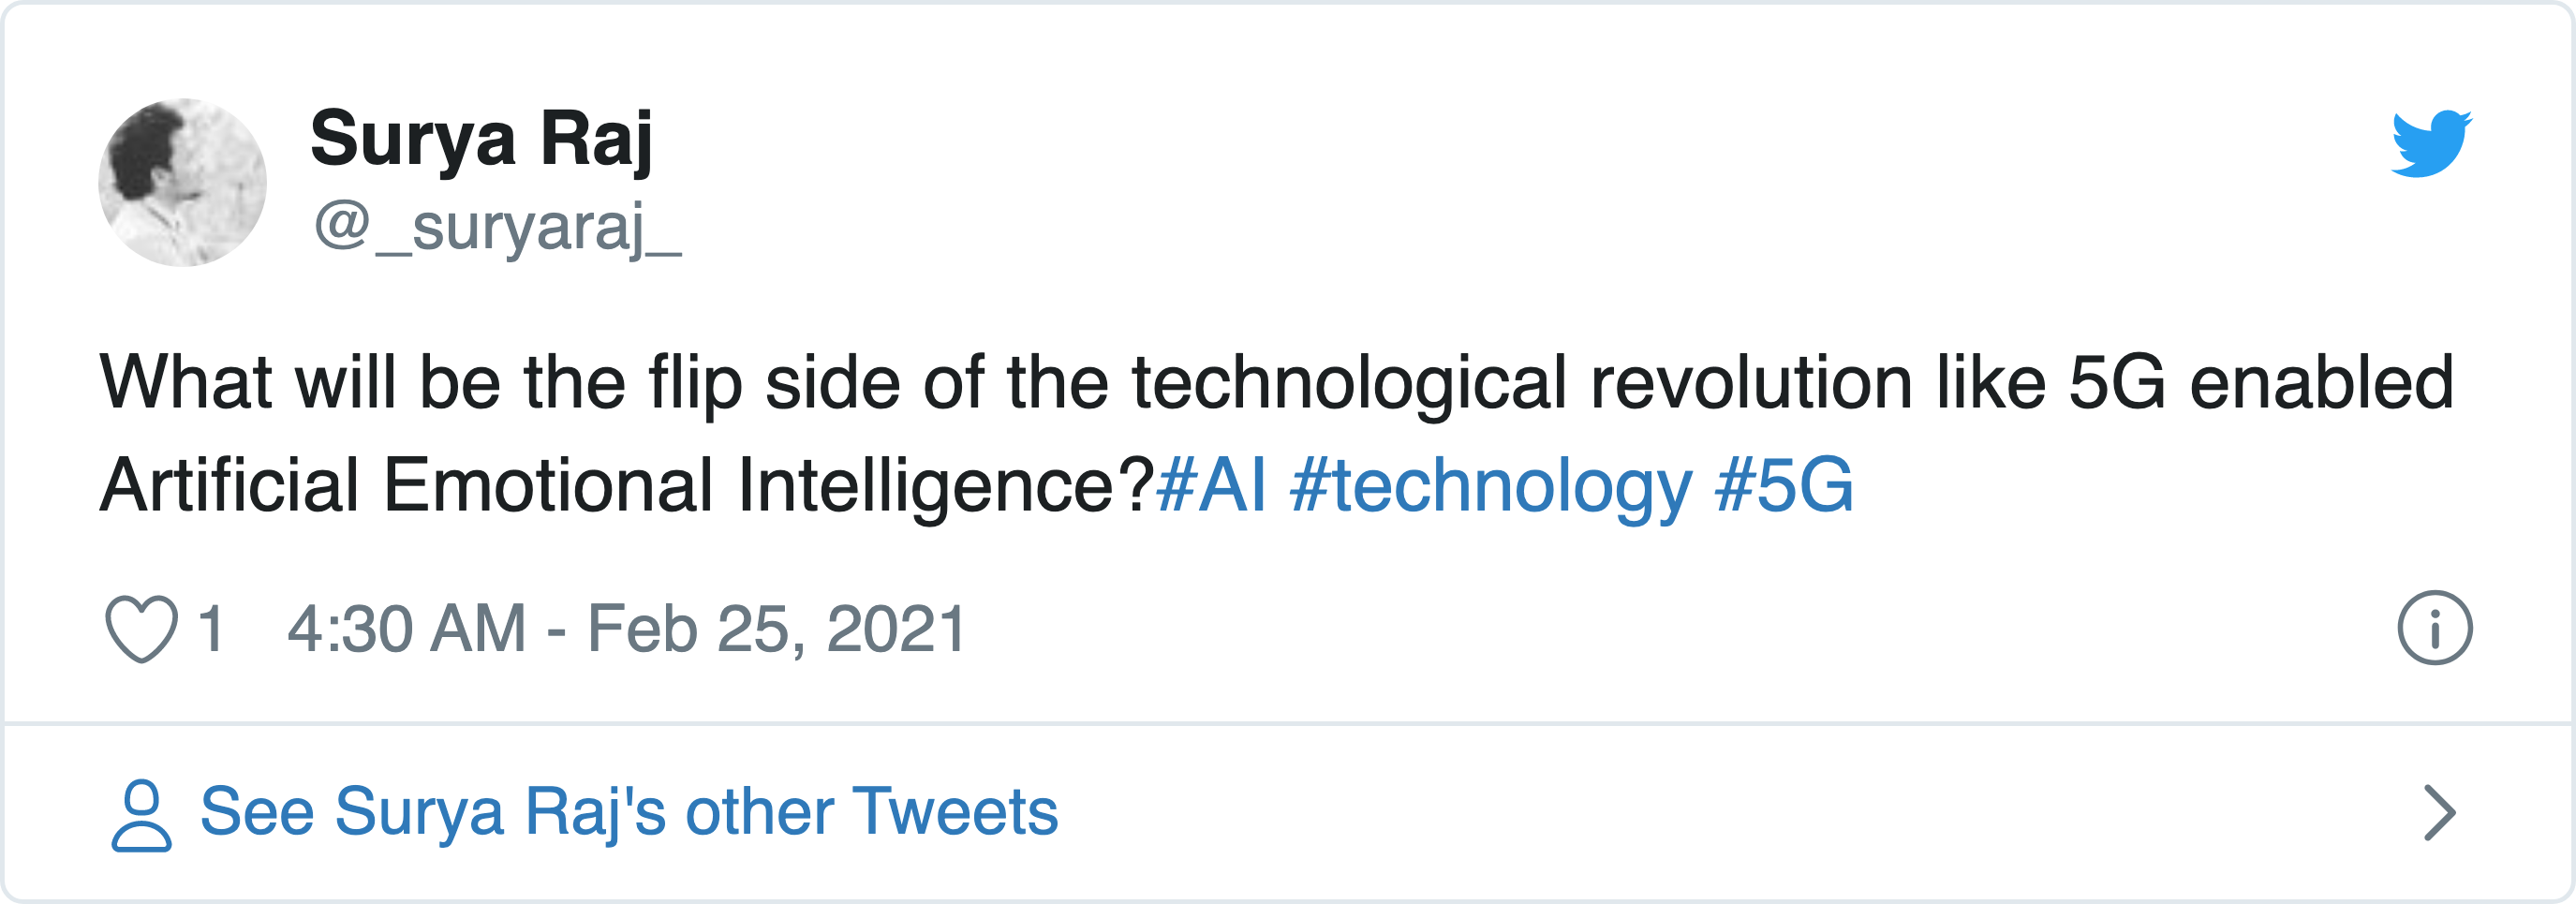 Surya Raj
@_suryaraj_
What will be the flip side of the technological revolution like 5G enabled
Artificial Emotional Intelligence?#AI #technology #5G
1 4:30 AM - Feb 25, 2021
See Surya Raj's other Tweets